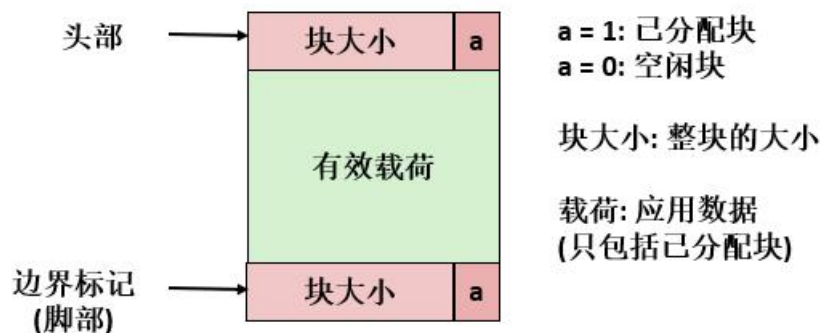 头部
块大小
a
a = 1: 已分配块
a = 0: 空闲块
有效载荷
块大小: 整块的大小
载荷: 应用数据
(只包括已分配块)
边界标记
(脚部)
块大小
a